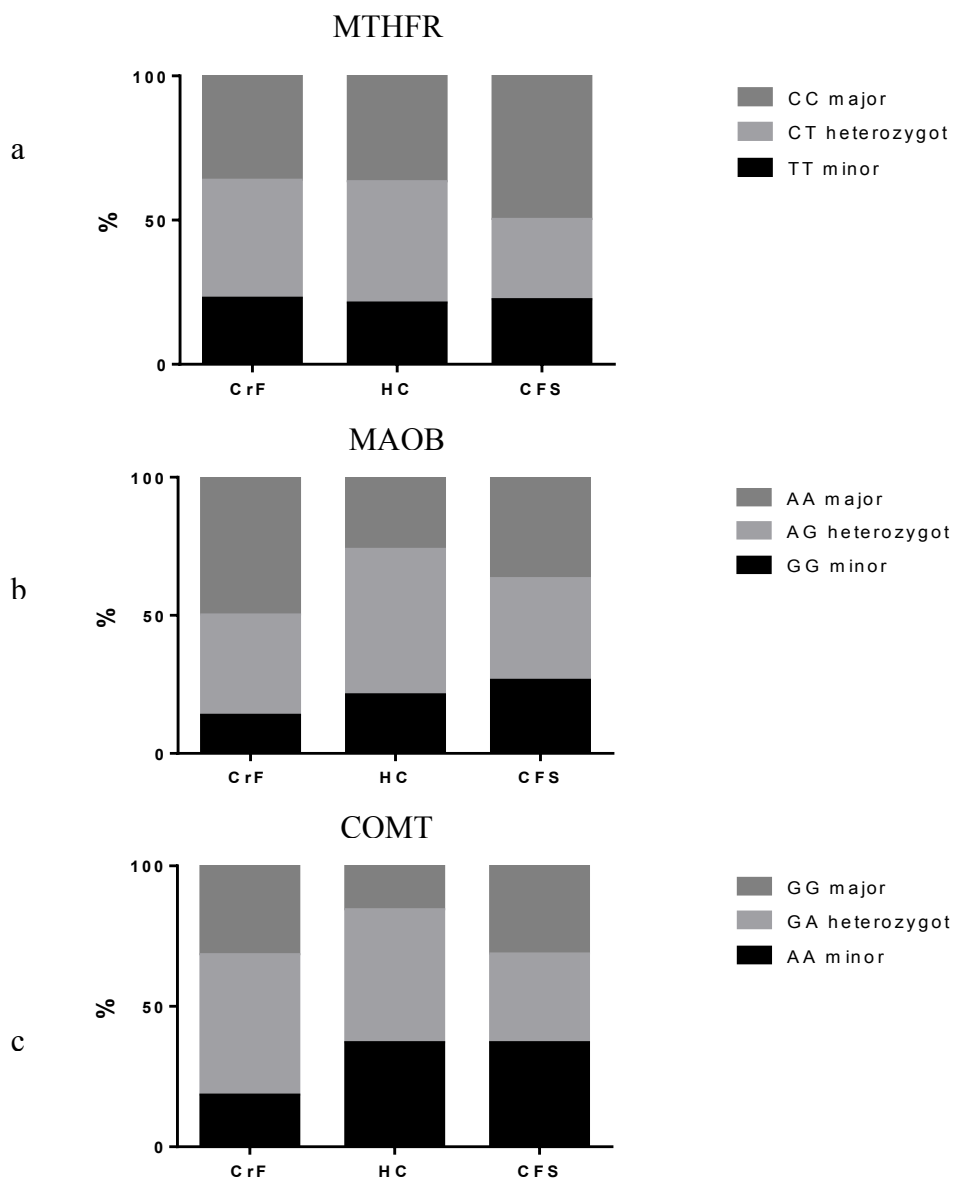 MTHFR
a
100
50
0
%
CrF HC CFS
CC major
CT heterozygot
TT minor
MAOB
b
100
50
0
%
CrF HC CFS
AA major
AG heterozygot
GG minor
COMT
c
100
50
0
%
CrF HC CFS
GG major
GA heterozygot
AA minor